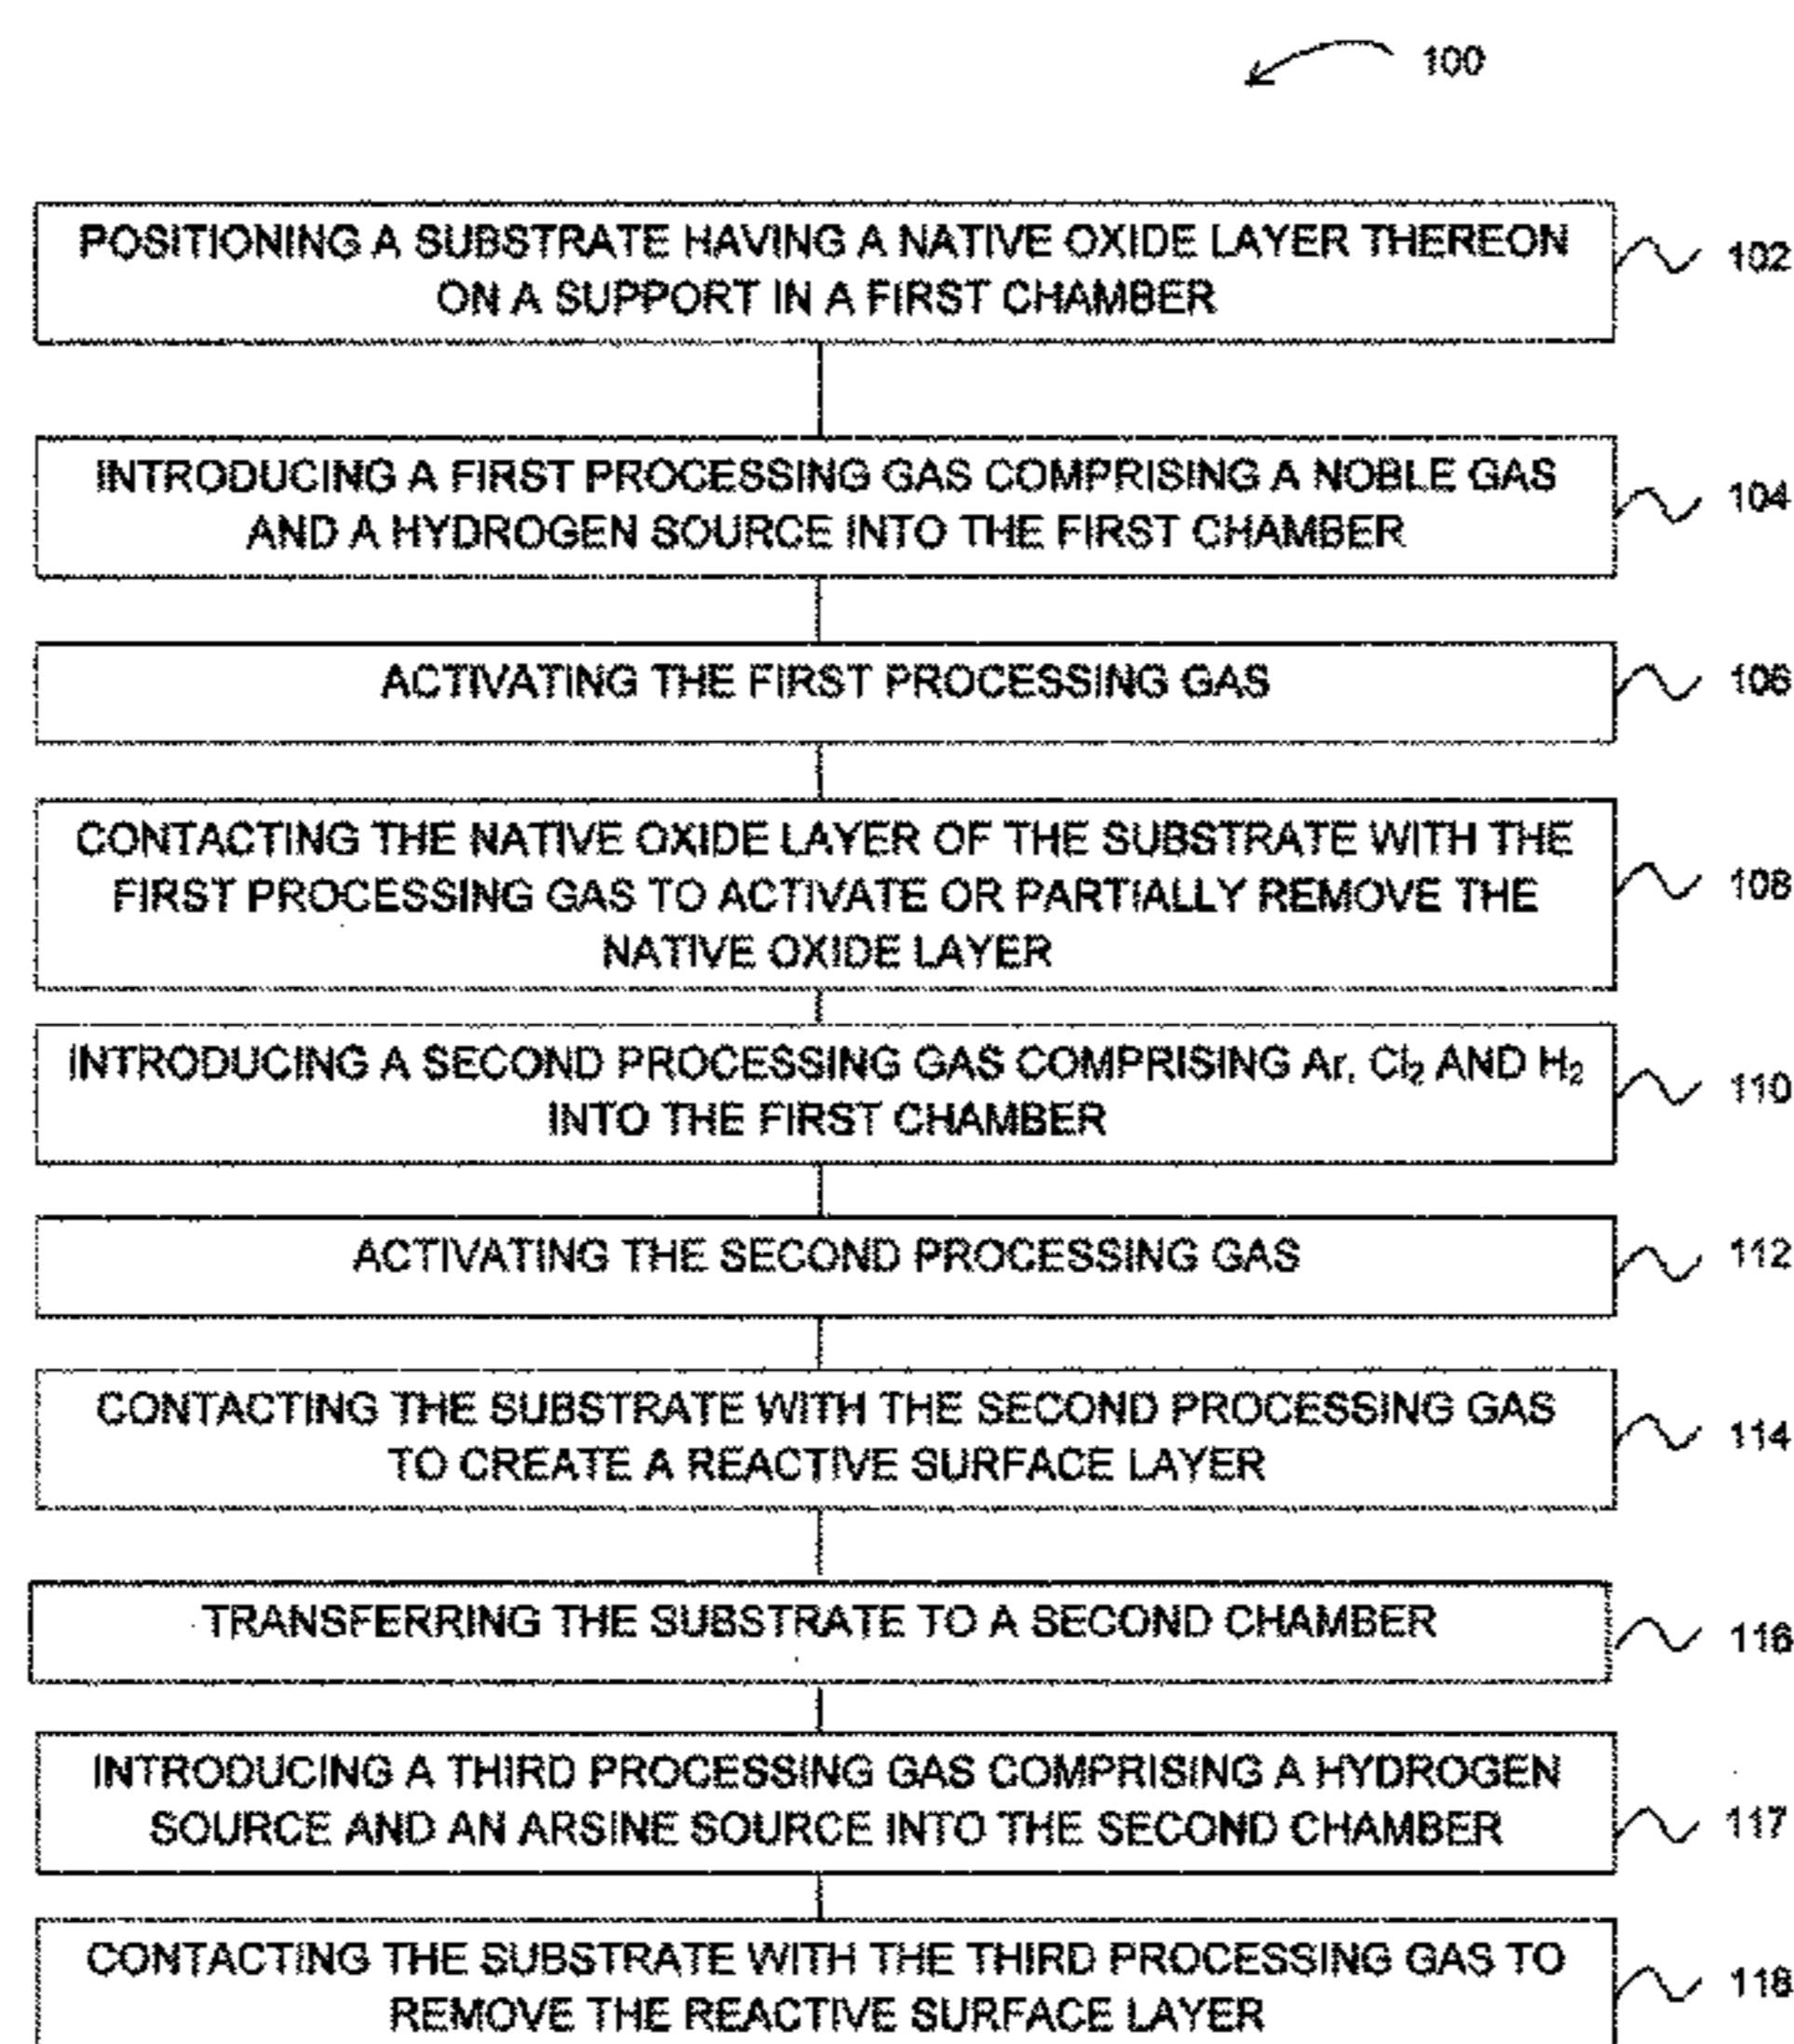 100
POSITIONING A SUBSTRATE HAVING A NATIVE OXIDE LAYER THEREON
ON A SUPPORT IN A FIRST CHAMBER
102
INTRODUCING A FIRST PROCESSING GAS COMPRISING A NOBLE GAS
AND A HYDROGEN SOURCE INTO THE FIRST CHAMBER
104
ACTIVATING THE FIRST PROCESSING GAS
106
CONTACTING THE NATIVE OXIDE LAYER OF THE SUBSTRATE WITH THE
FIRST PROCESSING GAS TO ACTIVATE OR PARTIALLY REMOVE THE
NATIVE OXIDE LAYER
108
INTRODUCING A SECOND PROCESSING GAS COMPRISING Ar, Cl₂ AND H₂
INTO THE FIRST CHAMBER
110
ACTIVATING THE SECOND PROCESSING GAS
112
CONTACTING THE SUBSTRATE WITH THE SECOND PROCESSING GAS
TO CREATE A REACTIVE SURFACE LAYER
114
TRANSFERRING THE SUBSTRATE TO A SECOND CHAMBER
116
INTRODUCING A THIRD PROCESSING GAS COMPRISING A HYDROGEN
SOURCE AND AN ARSINE SOURCE INTO THE SECOND CHAMBER
117
CONTACTING THE SUBSTRATE WITH THE THIRD PROCESSING GAS TO
REMOVE THE REACTIVE SURFACE LAYER
118